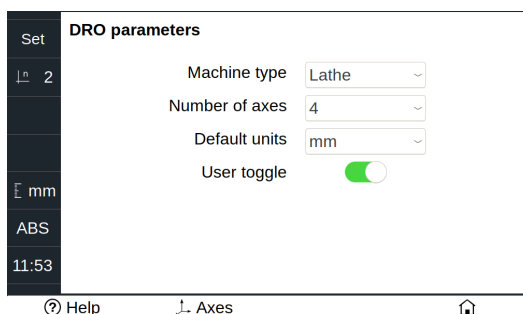 Set
DRO parameters
n 2
Machine type Lathe
Number of axes 4
Default units mm
User toggle
mm
ABS
11:53
? Help
Axes